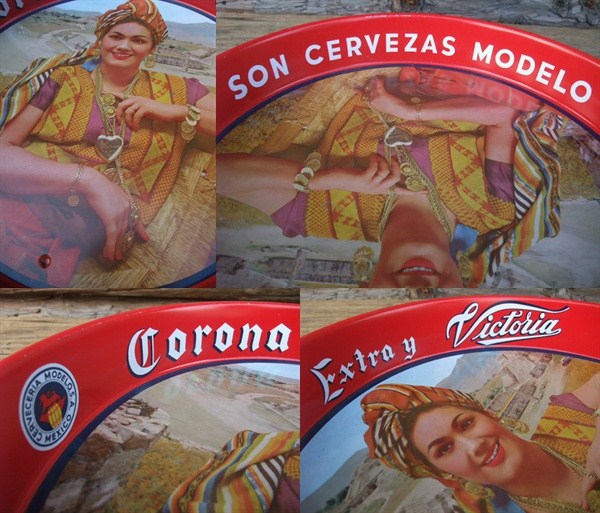 SON CERVEZAS MODELO
Corona
CERVECERIA MODELO, S.A.
MEXICO
Extra y Victoria